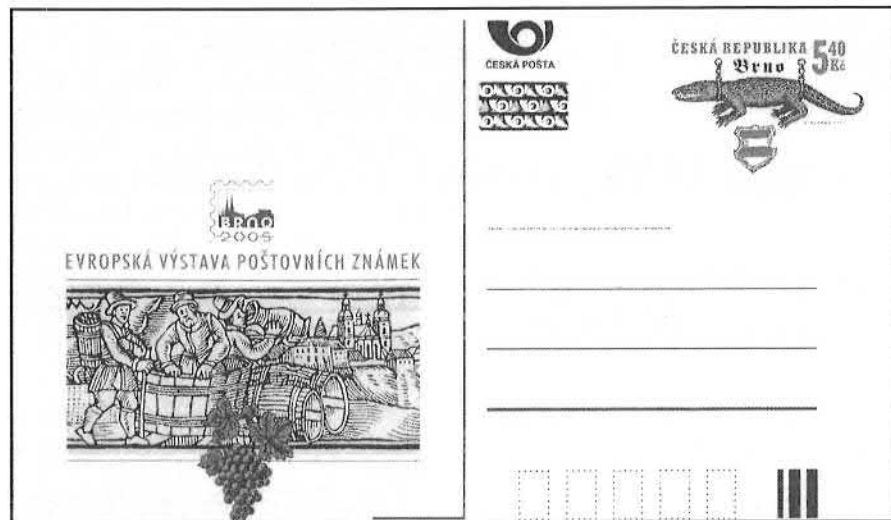 BRNO
2005
EVROPSKÁ VÝSTAVA POŠTOVNÍCH ZNÁMEK
ČESKÁ POŠTA
ČESKÁ REPUBLIKA 5 40 Kč
Brno